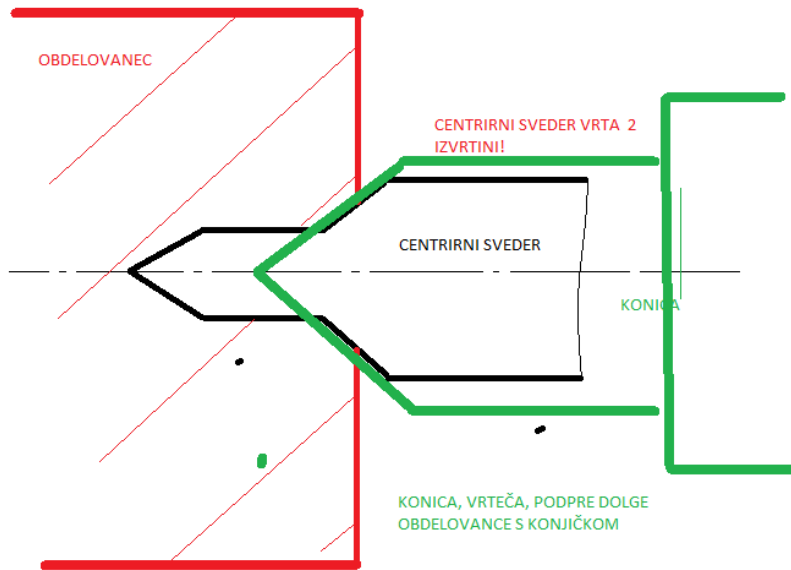 OBDELOVANEC
CENTRIRNI SVEDER VRTA 2
IZVRTINI!
CENTRIRNI SVEDER
KONICA
KONICA, VRTEČA, PODPRE DOLGE
OBDELOVANCE S KONJIČKOM